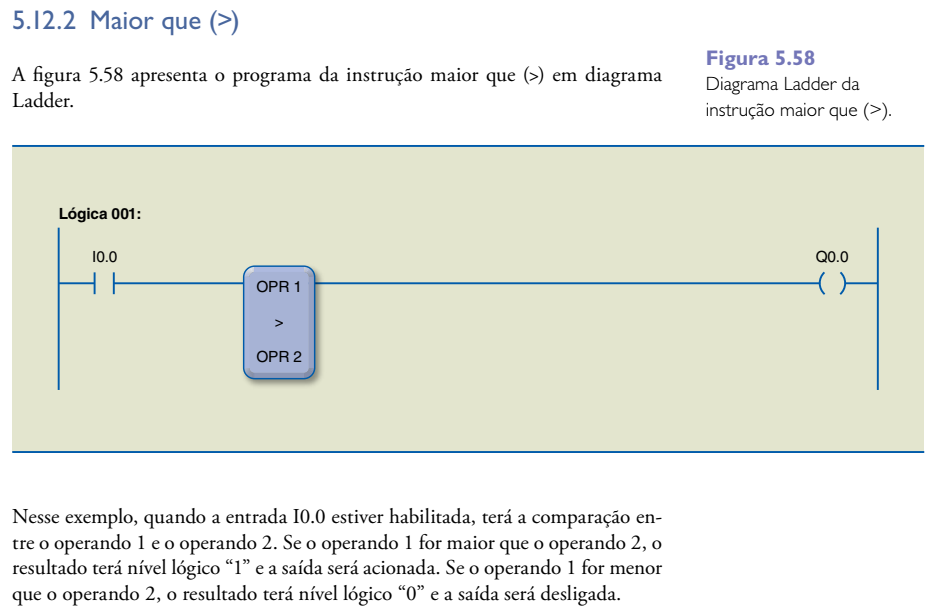 5.12.2 Maior que (>)
A figura 5.58 apresenta o programa da instrução maior que (>) em diagrama
Ladder.
Figura 5.58
Diagrama Ladder da
instrução maior que (>).
Lógica 001:
I0.0
Q0.0
OPR 1
>
OPR 2
Nesse exemplo, quando a entrada I0.0 estiver habilitada, terá a comparação en-
tre o operando 1 e o operando 2. Se o operando 1 for maior que o operando 2, o
resultado terá nível lógico “1” e a saída será acionada. Se o operando 1 for menor
que o operando 2, o resultado terá nível lógico “0” e a saída será desligada.